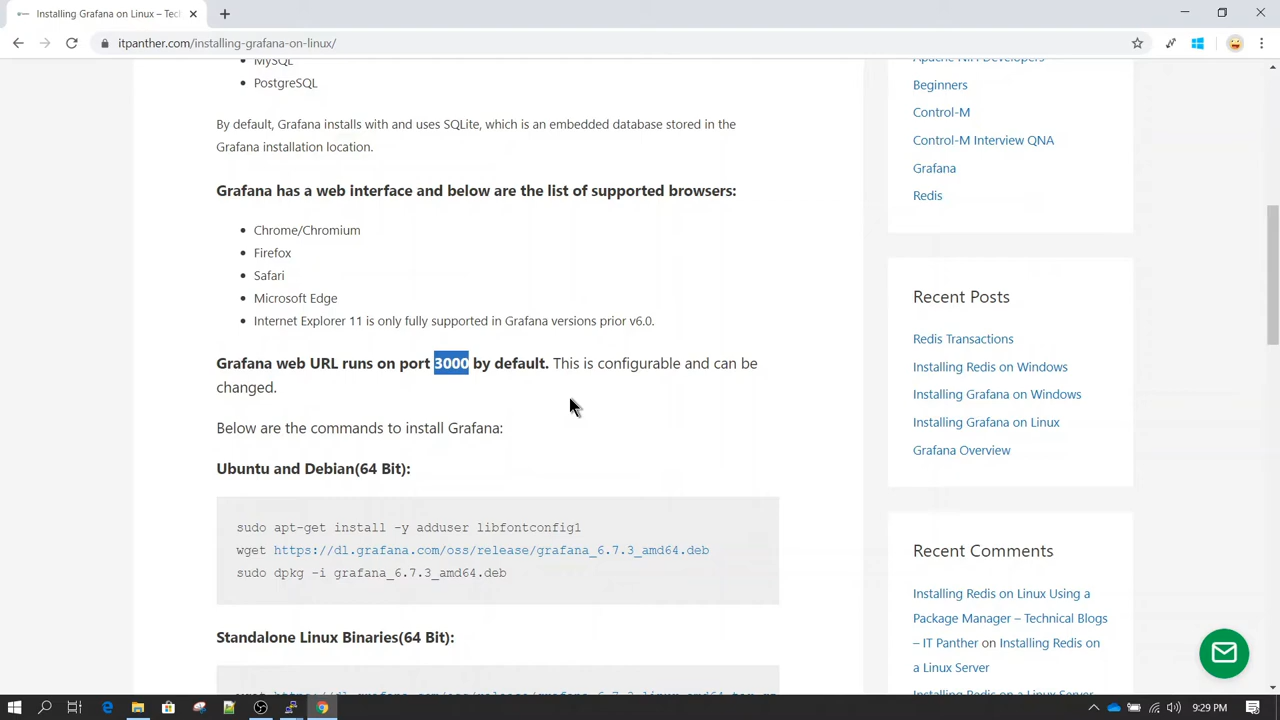 Installing Grafana on Linux – Tec
itpanther.com/installing-grafana-on-linux/
MySQL
PostgreSQL
By default, Grafana installs with and uses SQLite, which is an embedded database stored in the
Grafana installation location.
Grafana has a web interface and below are the list of supported browsers:
Chrome/Chromium
Firefox
Safari
Microsoft Edge
Internet Explorer 11 is only fully supported in Grafana versions prior v6.0.
Grafana web URL runs on port 3000 by default. This is configurable and can be
changed.
Below are the commands to install Grafana:
Ubuntu and Debian(64 Bit):
sudo apt-get install -y adduser libfontconfig1
wget https://dl.grafana.com/oss/release/grafana_6.7.3_amd64.deb
sudo dpkg -i grafana_6.7.3_amd64.deb
Standalone Linux Binaries(64 Bit):
Apache NiFi Developers
Beginners
Control-M
Control-M Interview QNA
Grafana
Redis
Recent Posts
Redis Transactions
Installing Redis on Windows
Installing Grafana on Windows
Installing Grafana on Linux
Grafana Overview
Recent Comments
Installing Redis on Linux Using a
Package Manager – Technical Blogs
– IT Panther on Installing Redis on
a Linux Server
Installing Redis on a Linux Server
9:29 PM